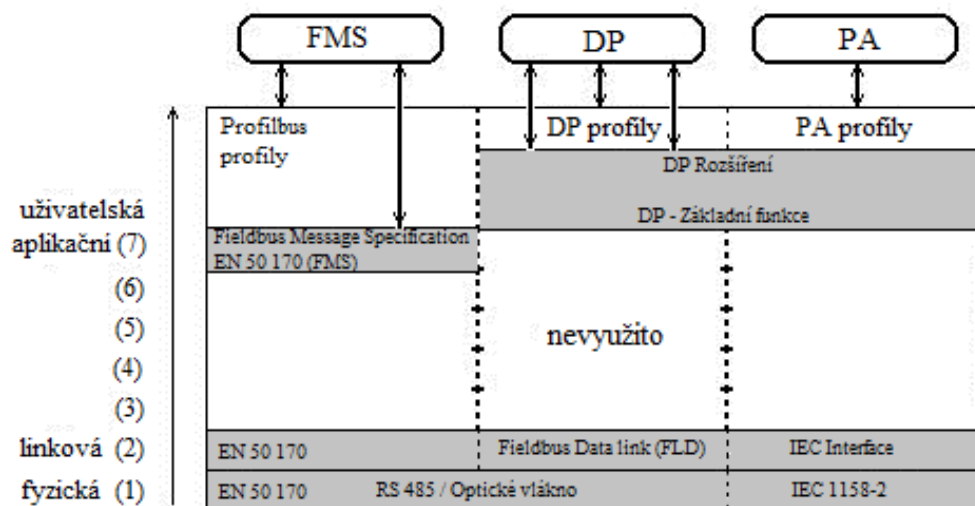 FMS
DP
PA
Profilbus
profily
DP profily
PA profily
DP Rozšíření
DP - Základní funkce
uživatelská
aplikační (7)
Fieldbus Message Specification
EN 50 170 (FMS)
(6)
(5)
nevyužito
(4)
(3)
linková (2)
EN 50 170
Fieldbus Data link (FLD)
IEC Interface
fyzická (1)
EN 50 170
RS 485 / Optické vlákno
IEC 1158-2